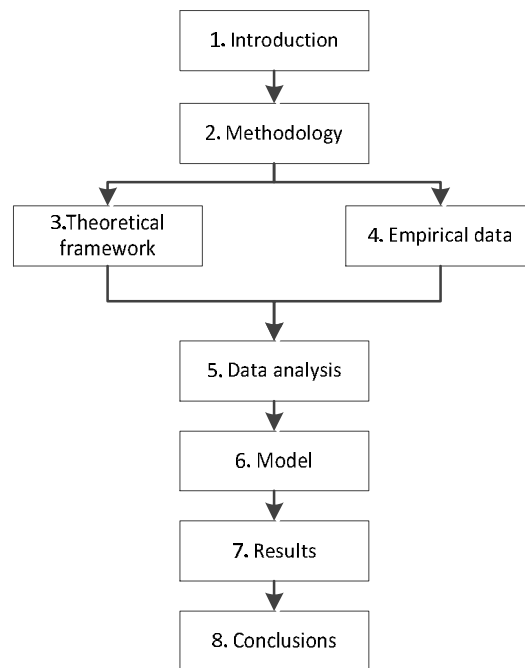 1. Introduction
2. Methodology
3.Theoretical
framework
4. Empirical data
5. Data analysis
6. Model
7. Results
8. Conclusions